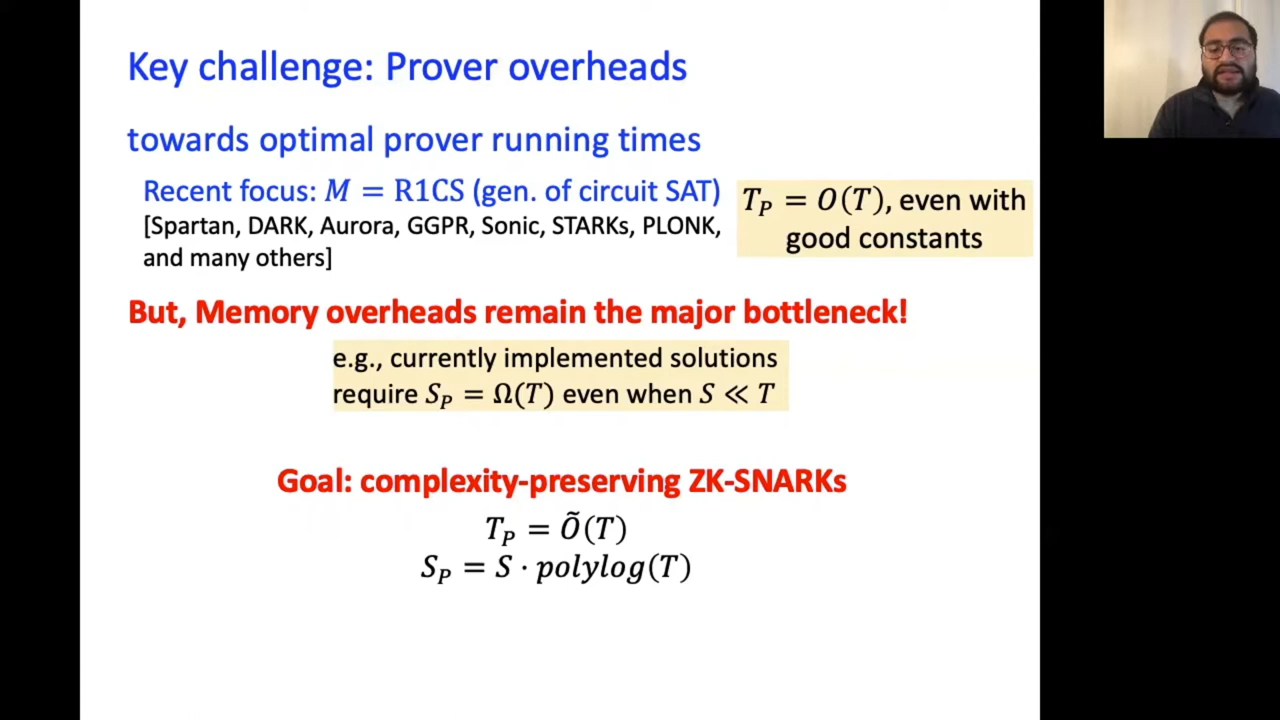 Key challenge: Prover overheads
towards optimal prover running times
Recent focus: M = R1CS (gen. of circuit SAT)
[Spartan, DARK, Aurora, GGPR, Sonic, STARKs, PLONK,
and many others]
T_P = O(T), even with
good constants
But, Memory overheads remain the major bottleneck!
e.g., currently implemented solutions
require S_P = Ω(T) even when S ≪ T
Goal: complexity-preserving ZK-SNARKs
T_P = Õ(T)
S_P = S · polylog(T)